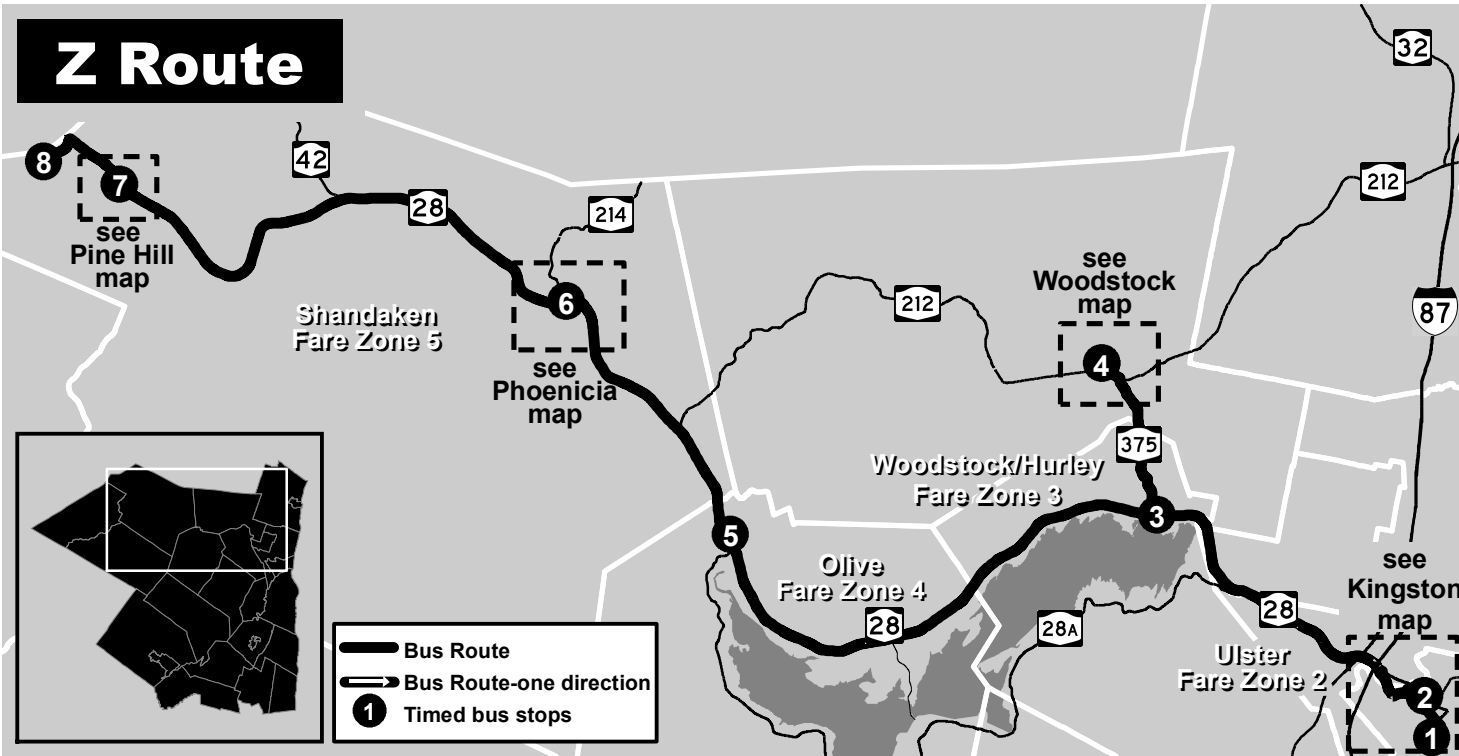 Z Route
32
8
7
42
28
214
212
see
Pine Hill
map
see
Woodstock
map
6
212
87
Shandaken
Fare Zone 5
4
see
Phoenicia
map
375
Woodstock/Hurley
Fare Zone 3
3
5
Olive
Fare Zone 4
see
Kingston
map
28
28
28A
Ulster
Fare Zone 2
2
1
Bus Route
Bus Route-one direction
1 Timed bus stops